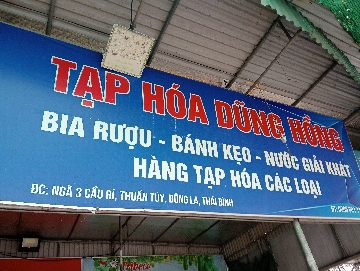 TẠP HÓA DŨNG HỒNG
BIA RƯỢU - BÁNH KẸO - NƯỚC GIẢI KHÁT
HÀNG TẠP HÓA CÁC LOẠI
ĐC: NGÃ 3 CẦU RÍ, THUẦN TÚY, ĐÔNG LA, THÁI BÌNH